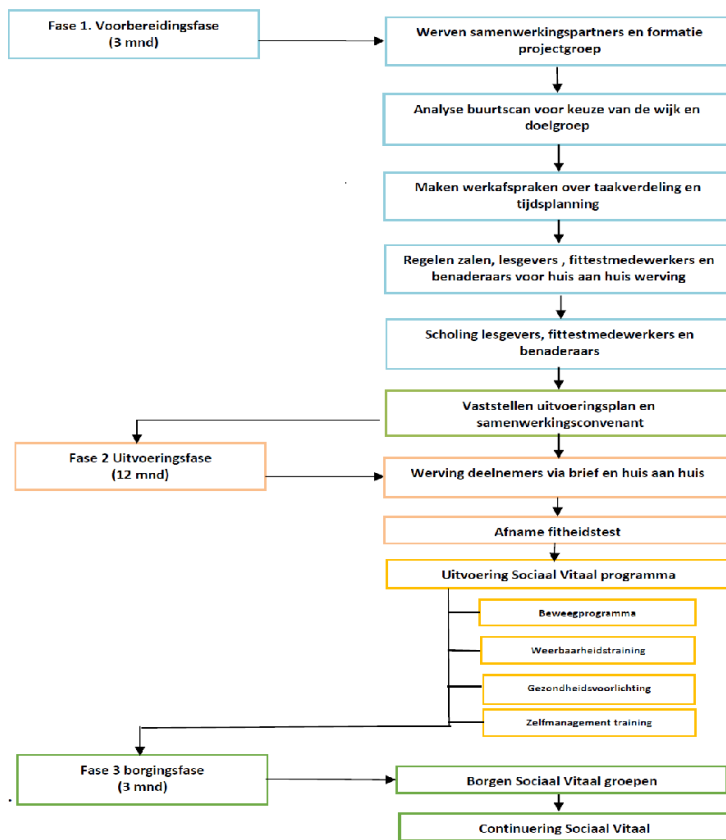 Fase 1. Voorbereidingsfase
(3 mnd)
Werven samenwerkingspartners en formatie
projectgroep
Analyse buurtscan voor keuze van de wijk en
doelgroep
Maken werkafspraken over taakverdeling en
tijdsplanning
Regelen zalen, lesgevers , fittestmedewerkers en
benaderaars voor huis aan huis werving
Scholing lesgevers, fittestmedewerkers en
benaderaars
Vaststellen uitvoeringsplan en
samenwerkingsconvenant
Fase 2 Uitvoeringsfase
(12 mnd)
Werving deelnemers via brief en huis aan huis
Afname fitheidstest
Uitvoering Sociaal Vitaal programma
Beweegprogramma
Weerbaarheidstraining
Gezondheidsvoorlichting
Zelfmanagement training
Fase 3 borgingsfase
(3 mnd)
Borgen Sociaal Vitaal groepen
Continuering Sociaal Vitaal